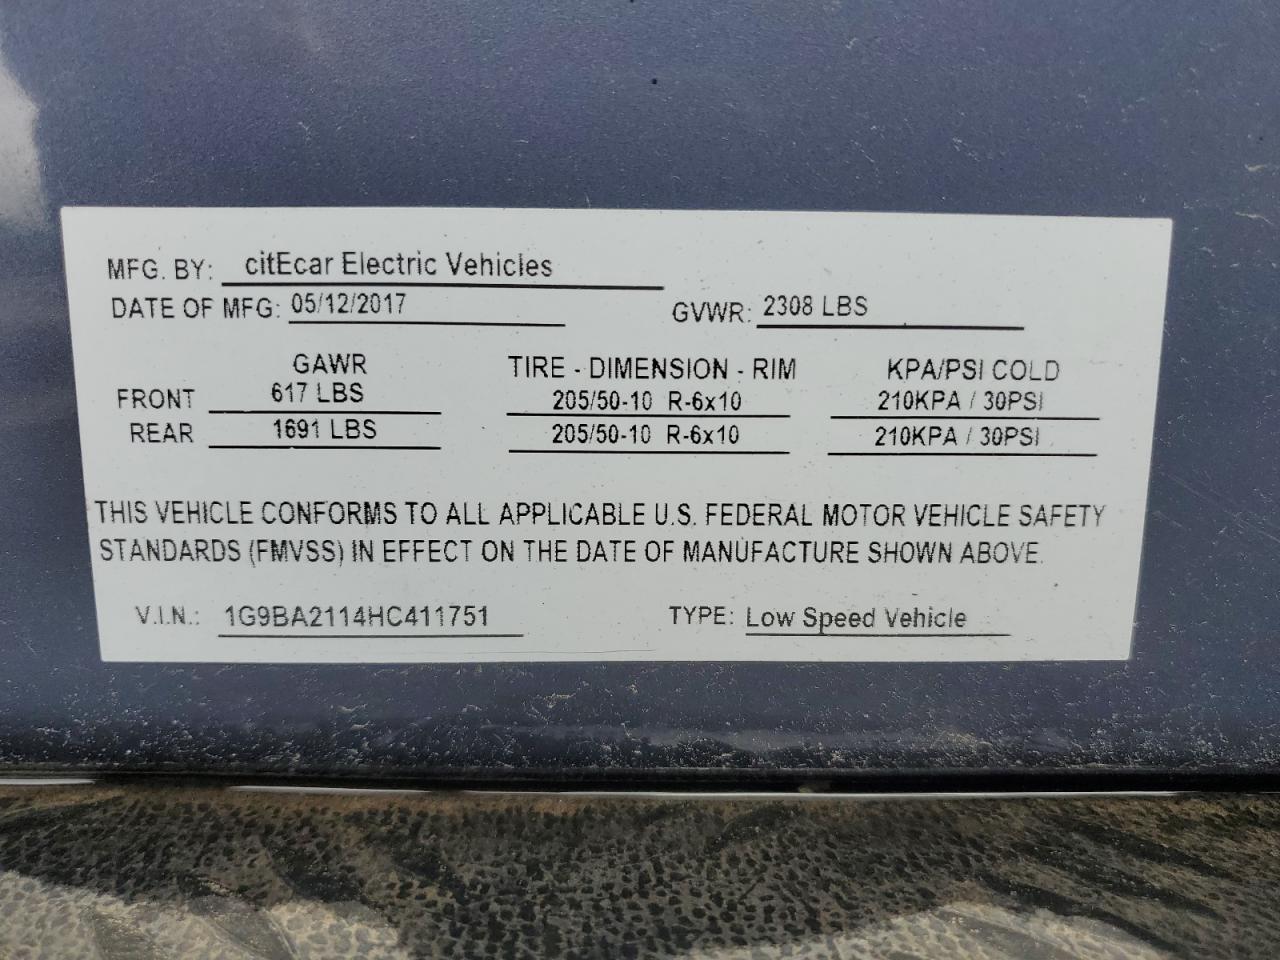 MFG. BY: citEcar Electric Vehicles
DATE OF MFG: 05/12/2017 GVWR: 2308 LBS
GAWR TIRE - DIMENSION - RIM KPA/PSI COLD
FRONT 617 LBS 205/50-10 R-6x10 210KPA / 30PSI
REAR 1691 LBS 205/50-10 R-6x10 210KPA / 30PSI
THIS VEHICLE CONFORMS TO ALL APPLICABLE U.S. FEDERAL MOTOR VEHICLE SAFETY
STANDARDS (FMVSS) IN EFFECT ON THE DATE OF MANUFACTURE SHOWN ABOVE.
V.I.N.: 1G9BA2114HC411751 TYPE: Low Speed Vehicle